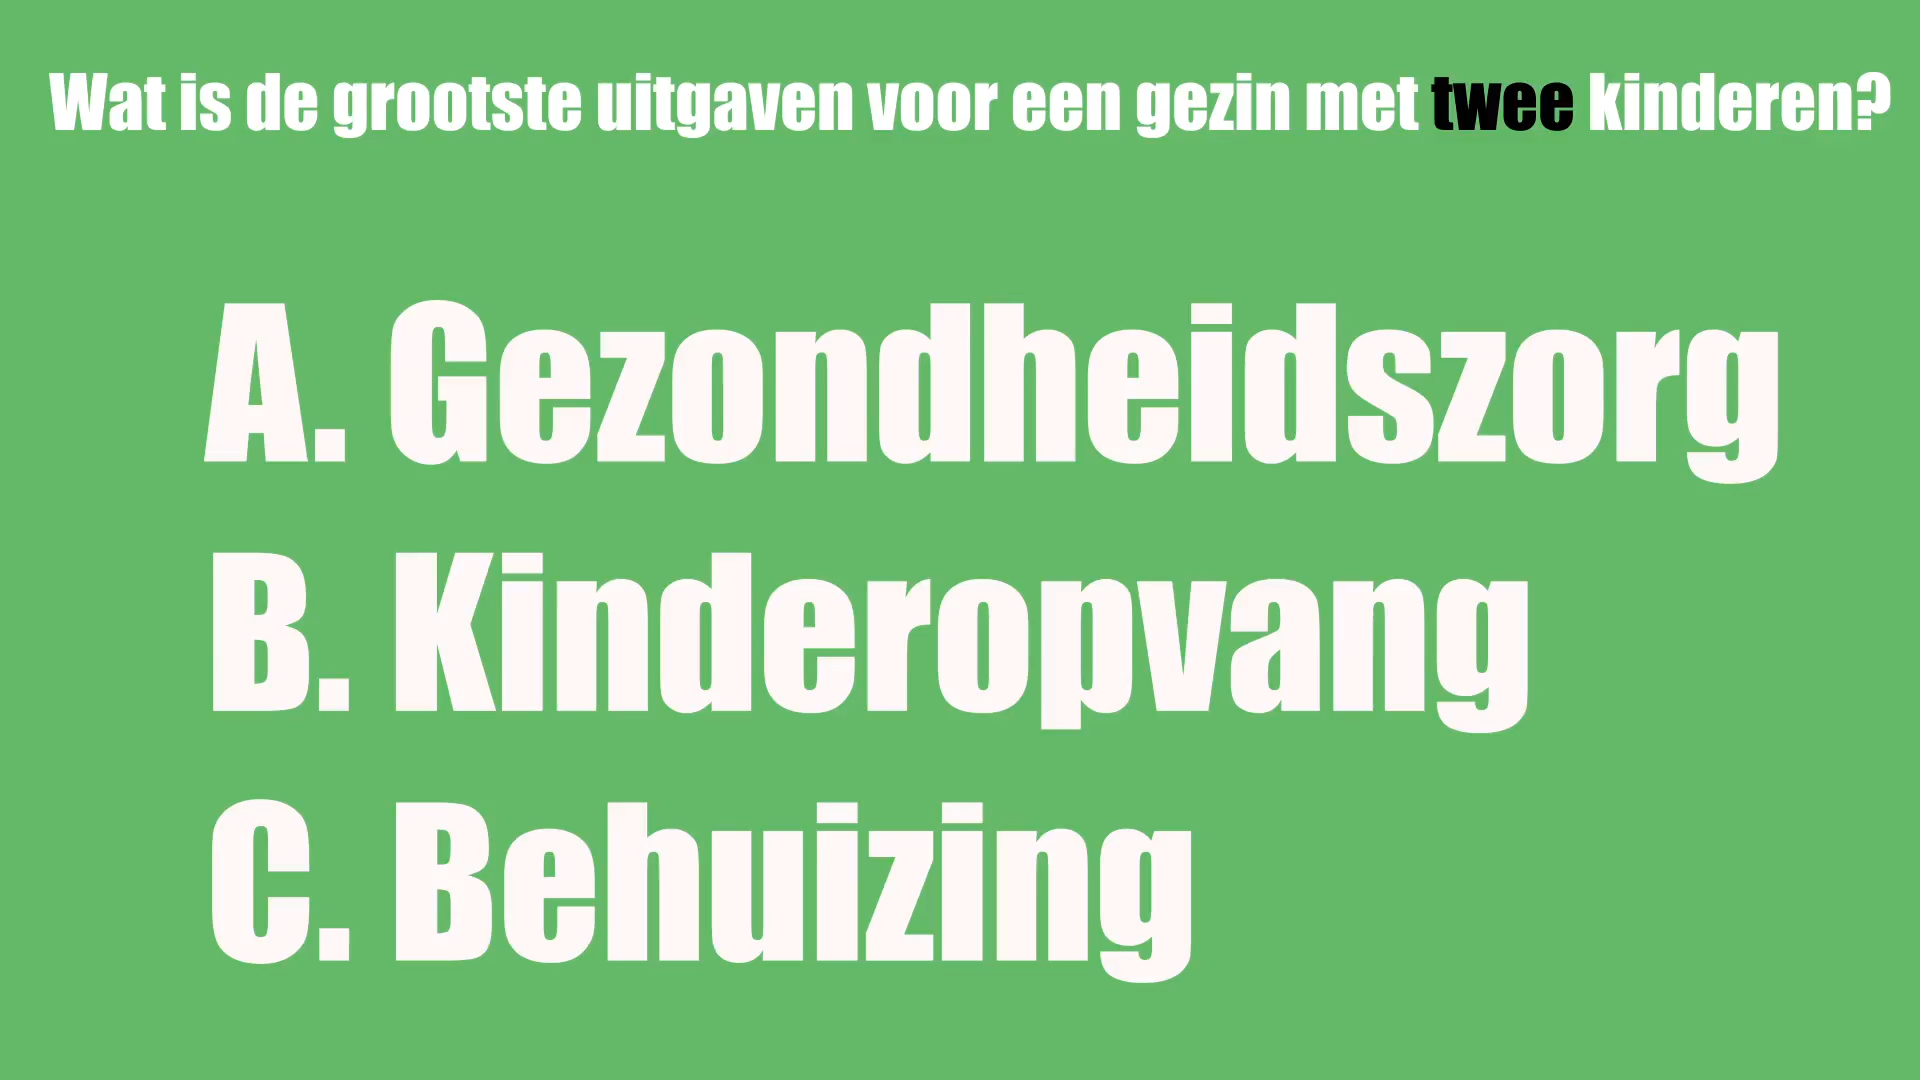 Wat is de grootste uitgaven voor een gezin met twee kinderen?
A. Gezondheidszorg
B. Kinderopvang
C. Behuizing